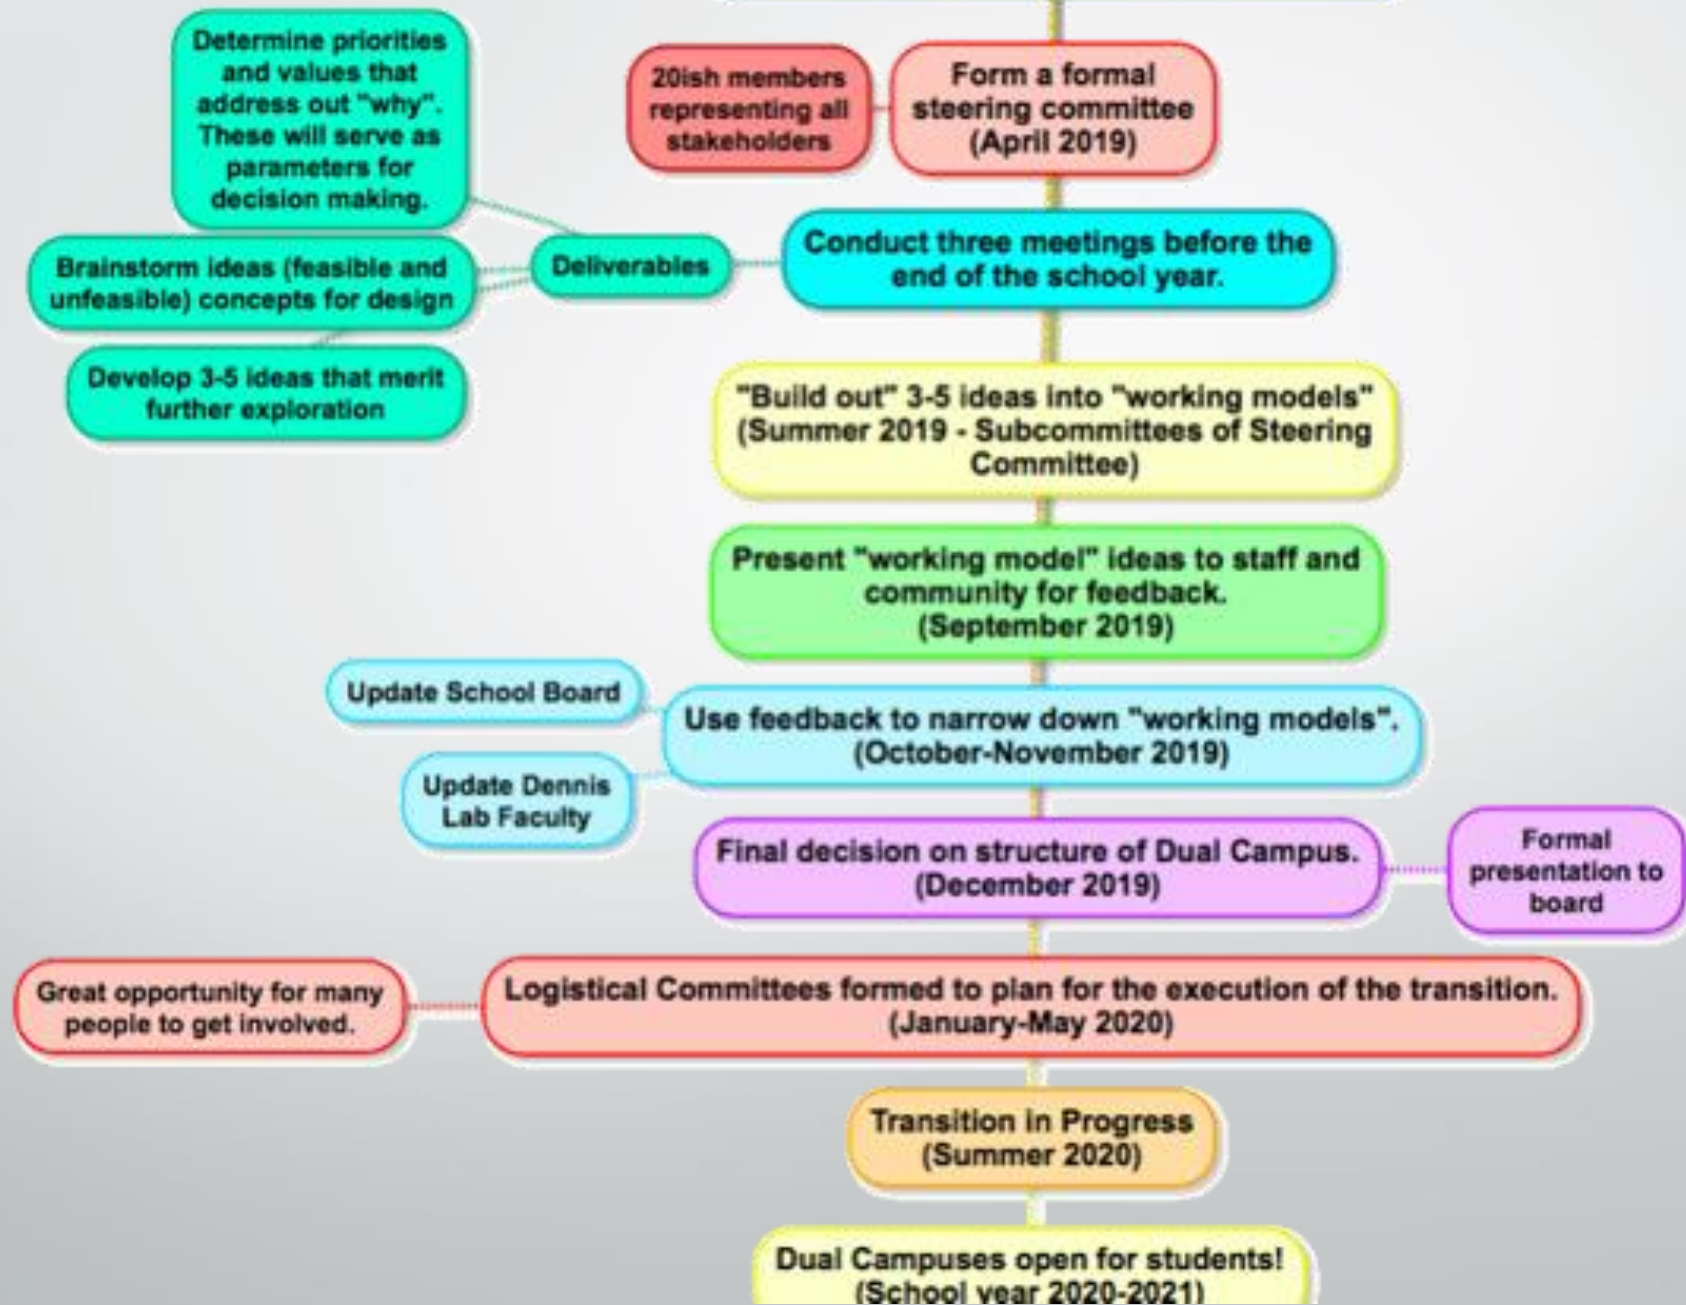 Determine priorities
and values that
address out "why".
These will serve as
parameters for
decision making.
20ish members
representing all
stakeholders
Form a formal
steering committee
(April 2019)
Brainstorm ideas (feasible and
unfeasible) concepts for design
Deliverables
Conduct three meetings before the
end of the school year.
Develop 3-5 ideas that merit
further exploration
"Build out" 3-5 ideas into "working models"
(Summer 2019 - Subcommittees of Steering
Committee)
Present "working model" ideas to staff and
community for feedback.
(September 2019)
Update School Board
Use feedback to narrow down "working models".
(October-November 2019)
Update Dennis
Lab Faculty
Final decision on structure of Dual Campus.
(December 2019)
Formal
presentation to
board
Great opportunity for many
people to get involved.
Logistical Committees formed to plan for the execution of the transition.
(January-May 2020)
Transition in Progress
(Summer 2020)
Dual Campuses open for students!
(School year 2020-2021)